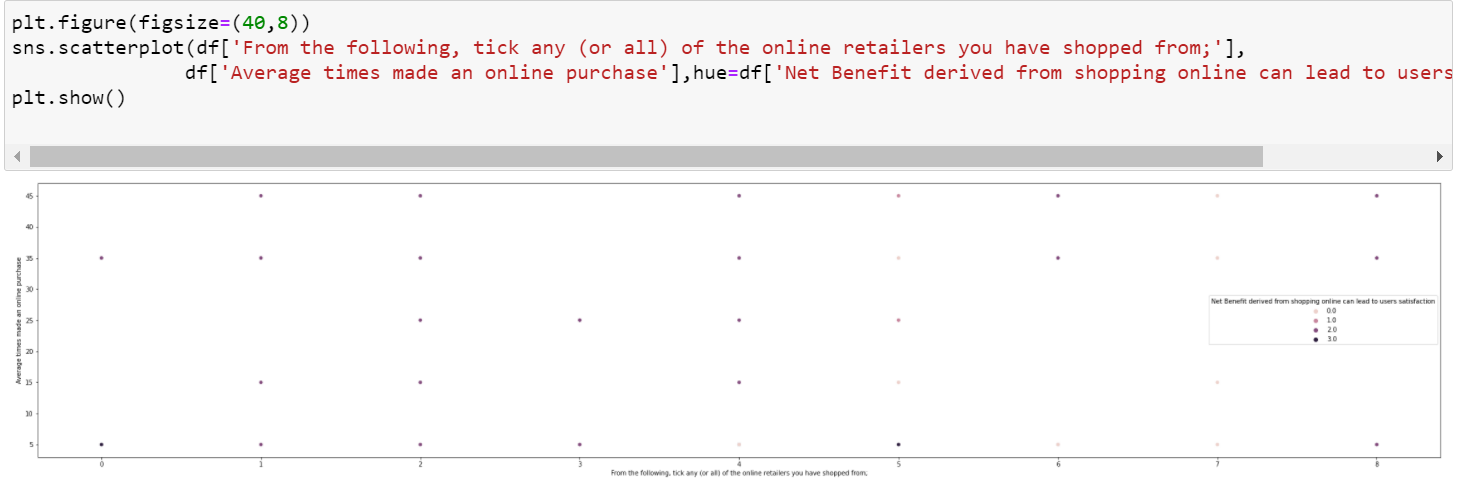 plt.figure(figsize=(40,8))
sns.scatterplot(df['From the following, tick any (or all) of the online retailers you have shopped from;'],
df['Average times made an online purchase'],hue=df['Net Benefit derived from shopping online can lead to users
plt.show()
45
40
35
30
25
20
15
10
5
Average times made an online purchase
Net Benefit derived from shopping online can lead to users satisfaction
0.0
1.0
2.0
3.0
0 1 2 3 4 5 6 7 8
From the following, tick any (or all) of the online retailers you have shopped from;